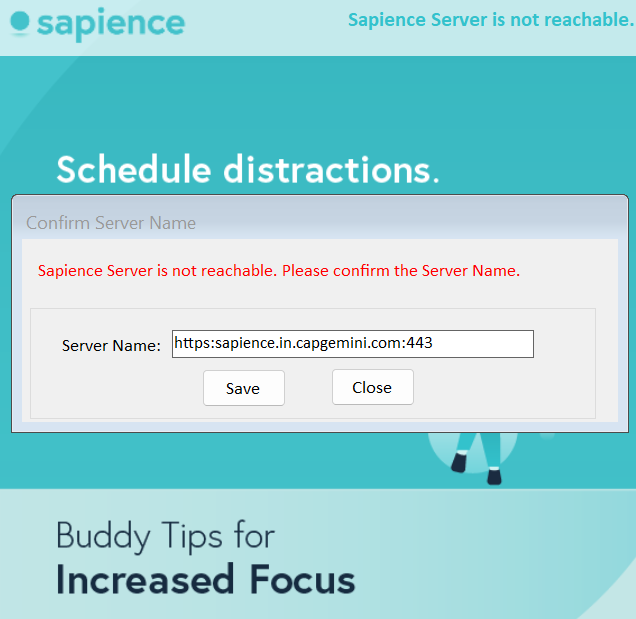 sapience
Sapience Server is not reachable.
Schedule distractions.
Confirm Server Name
Sapience Server is not reachable. Please confirm the Server Name.
Server Name: https:sapience.in.capgemini.com:443
Save Close
Buddy Tips for
Increased Focus